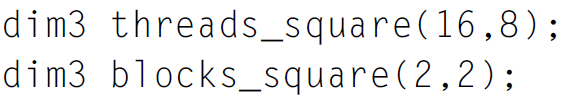 dim3 threads_square(16,8);
dim3 blocks_square(2,2);